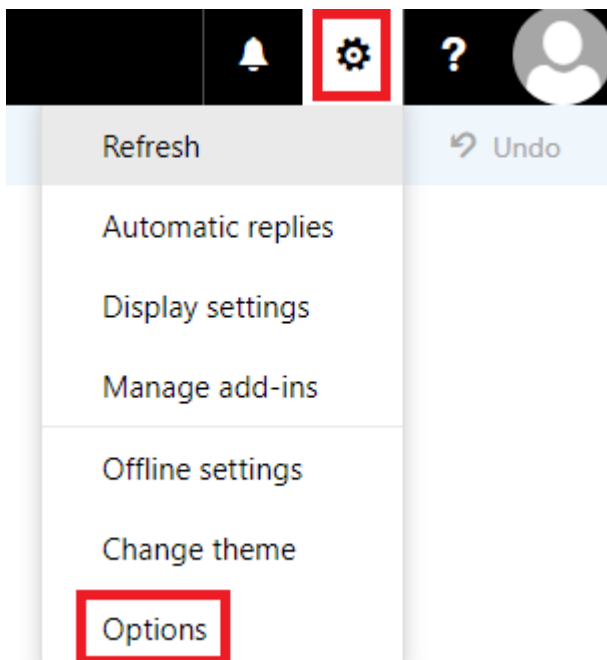 ?
Refresh
Undo
Automatic replies
Display settings
Manage add-ins
Offline settings
Change theme
Options